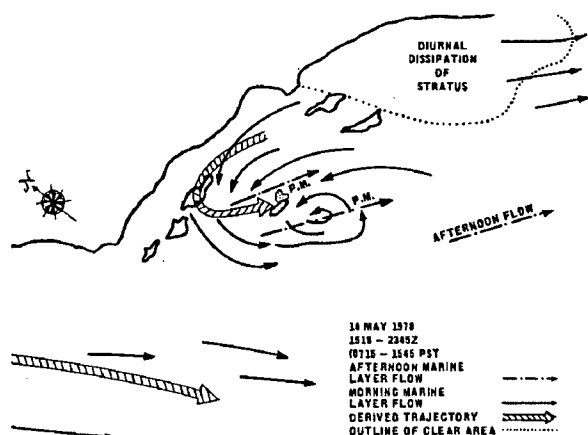 DIURNAL
DISSIPATION
OF
STRATUS
P.M.
P.M.
AFTERNOON FLOW
14 MAY 1978
1515 – 2345Z
(0715 – 1545 PST
AFTERNOON MARINE
LAYER FLOW
MORNING MARINE
LAYER FLOW
DERIVED TRAJECTORY
OUTLINE OF CLEAR AREA